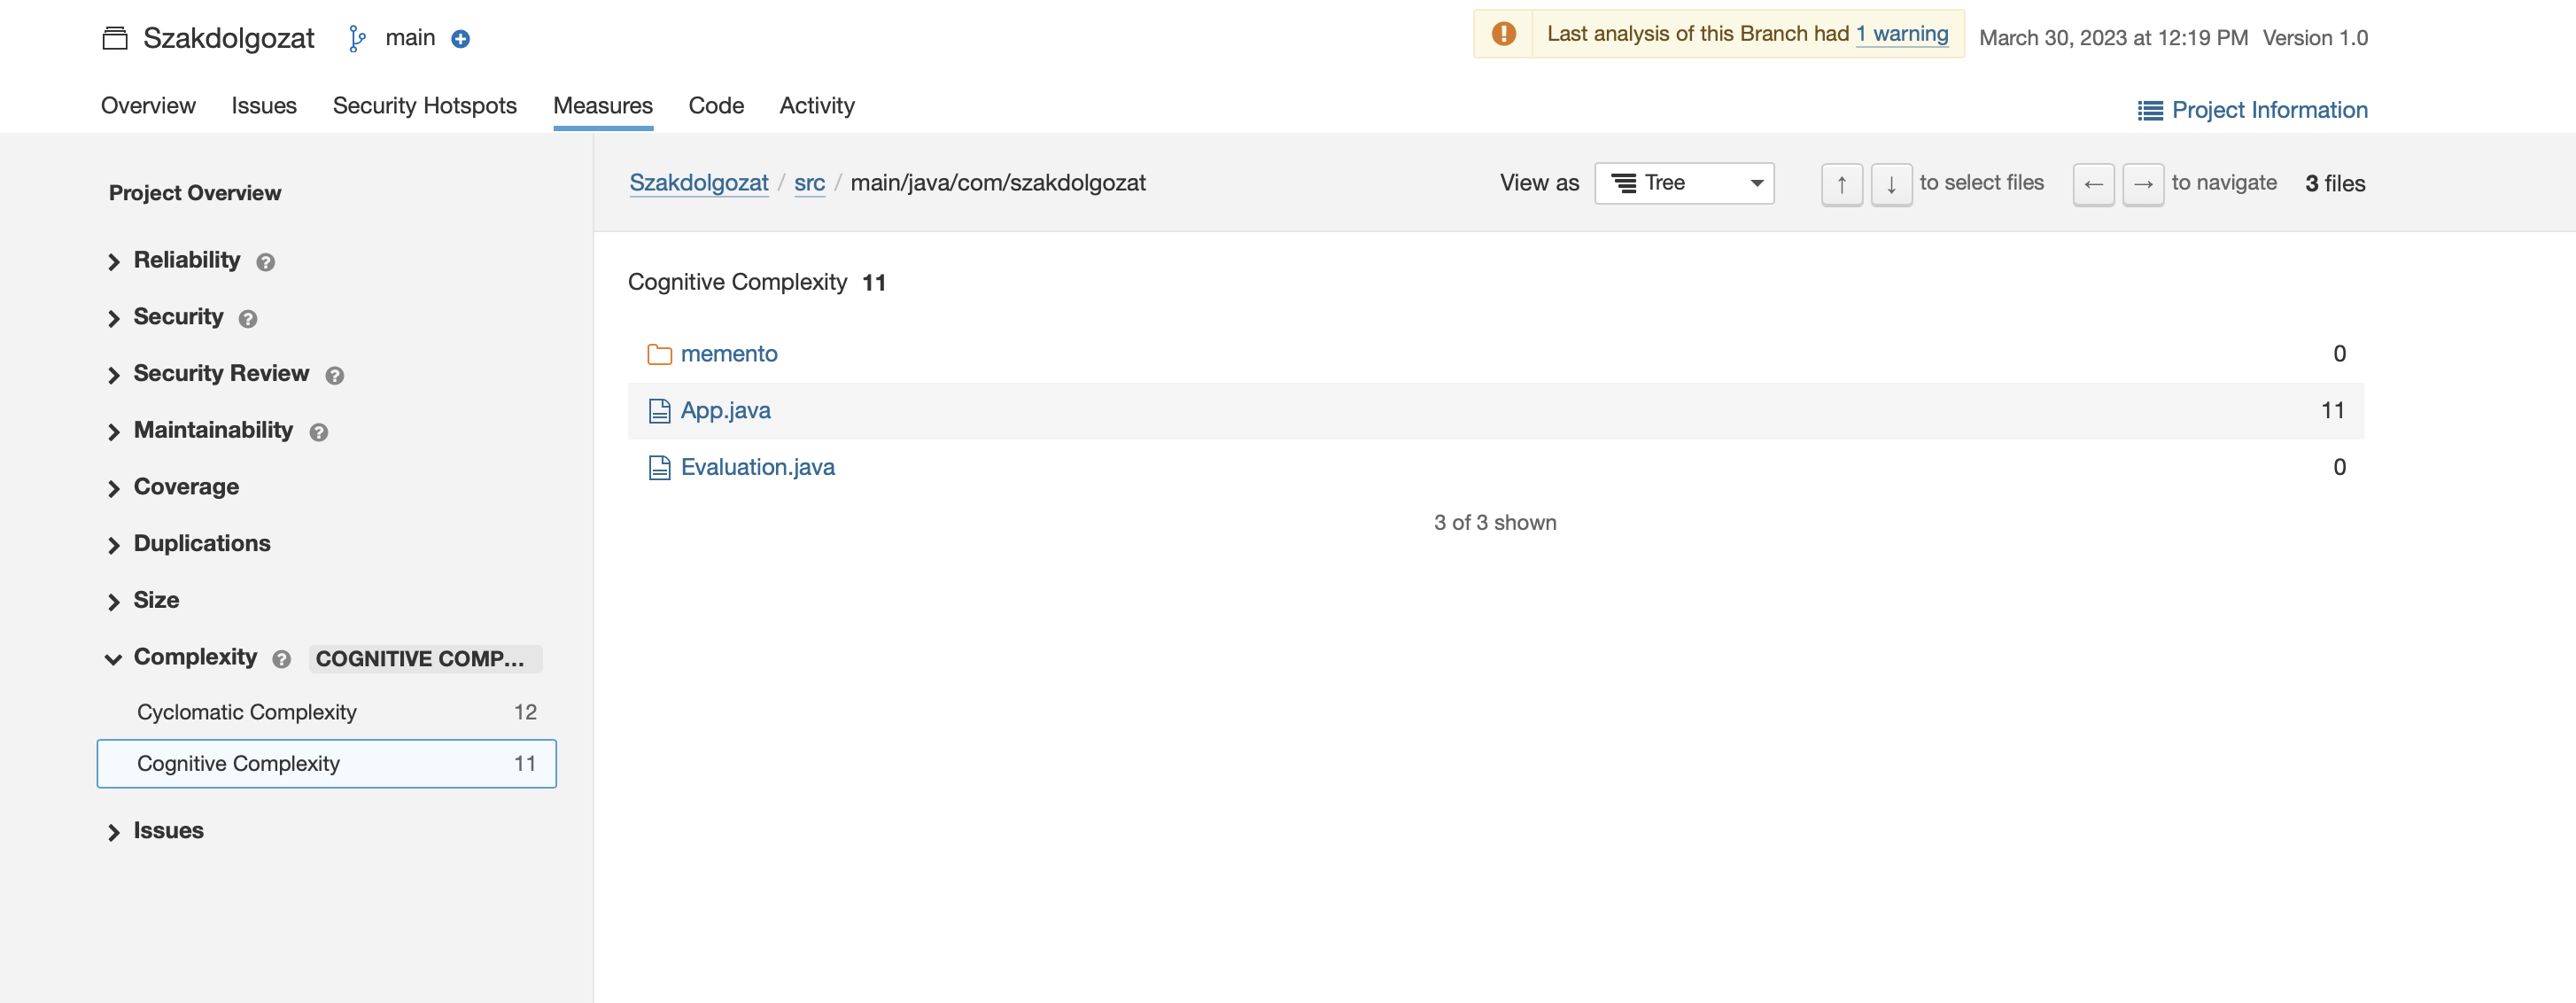 Szakdolgozat main
Last analysis of this Branch had 1 warning March 30, 2023 at 12:19 PM Version 1.0
Overview Issues Security Hotspots Measures Code Activity
Project Information
Project Overview
Reliability ?
Security ?
Security Review ?
Maintainability ?
Coverage
Duplications
Size
Complexity ? COGNITIVE COMP...
Cyclomatic Complexity 12
Cognitive Complexity 11
Issues
Szakdolgozat / src / main/java/com/szakdolgozat
View as Tree ↑ ↓ to select files ← → to navigate 3 files
Cognitive Complexity 11
memento 0
App.java 11
Evaluation.java 0
3 of 3 shown